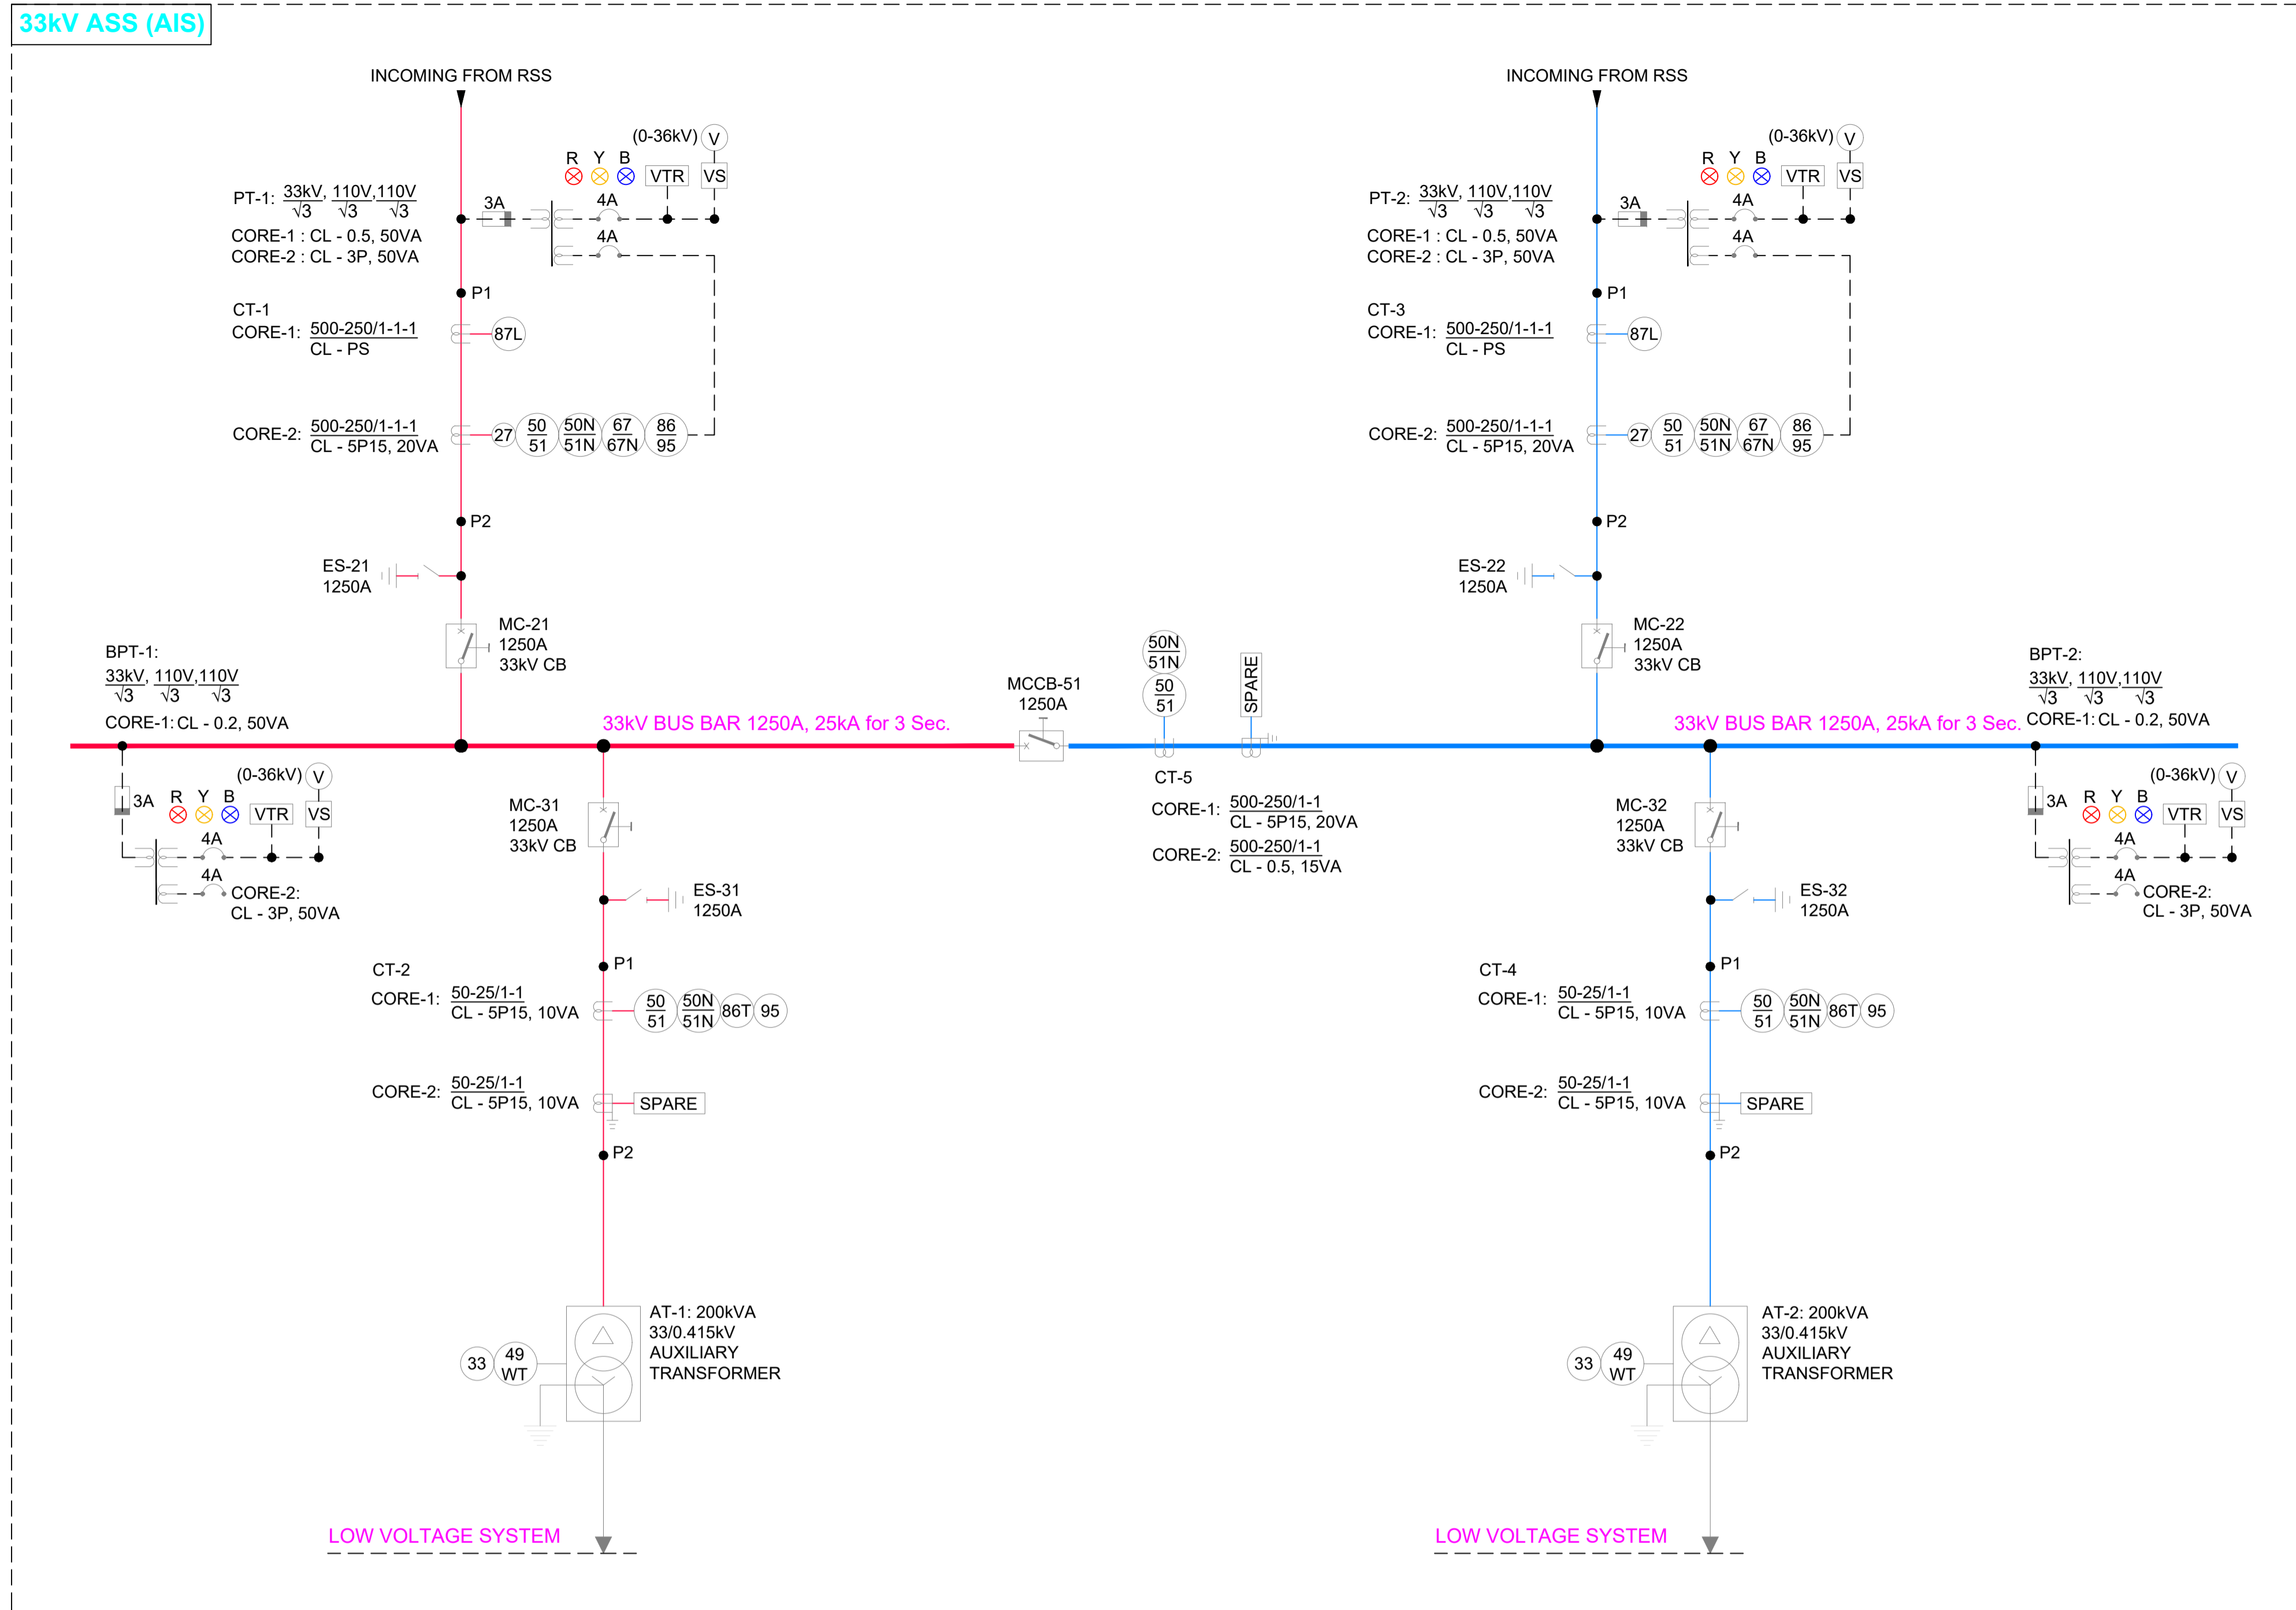 33kV ASS (AIS)
INCOMING FROM RSS
(0-36kV) V
R Y B VTR VS
PT-1: 33kV/√3, 110V/√3, 110V/√3
3A 4A
CORE-1 : CL - 0.5, 50VA
4A
CORE-2 : CL - 3P, 50VA
P1
CT-1
CORE-1: 500-250/1-1-1
CL - PS
87L
CORE-2: 500-250/1-1-1
CL - 5P15, 20VA
27 50/51 50N/51N 67/67N 86/95
P2
ES-21
1250A
MC-21
1250A
33kV CB
INCOMING FROM RSS
(0-36kV) V
R Y B VTR VS
PT-2: 33kV/√3, 110V/√3, 110V/√3
3A 4A
CORE-1 : CL - 0.5, 50VA
4A
CORE-2 : CL - 3P, 50VA
P1
CT-3
CORE-1: 500-250/1-1-1
CL - PS
87L
CORE-2: 500-250/1-1-1
CL - 5P15, 20VA
27 50/51 50N/51N 67/67N 86/95
P2
ES-22
1250A
MC-22
1250A
33kV CB
BPT-1:
33kV/√3, 110V/√3, 110V/√3
CORE-1: CL - 0.2, 50VA
33kV BUS BAR 1250A, 25kA for 3 Sec.
MCCB-51
1250A
50N/51N
50/51
SPARE
33kV BUS BAR 1250A, 25kA for 3 Sec.
BPT-2:
33kV/√3, 110V/√3, 110V/√3
CORE-1: CL - 0.2, 50VA
(0-36kV) V
3A R Y B VTR VS
4A
4A
CORE-2:
CL - 3P, 50VA
MC-31
1250A
33kV CB
ES-31
1250A
CT-5
CORE-1: 500-250/1-1
CL - 5P15, 20VA
CORE-2: 500-250/1-1
CL - 0.5, 15VA
MC-32
1250A
33kV CB
ES-32
1250A
(0-36kV) V
3A R Y B VTR VS
4A
4A
CORE-2:
CL - 3P, 50VA
P1
CT-2
CORE-1: 50-25/1-1
CL - 5P15, 10VA
50/51 50N/51N 86T 95
CORE-2: 50-25/1-1
CL - 5P15, 10VA
SPARE
P2
P1
CT-4
CORE-1: 50-25/1-1
CL - 5P15, 10VA
50/51 50N/51N 86T 95
CORE-2: 50-25/1-1
CL - 5P15, 10VA
SPARE
P2
AT-1: 200kVA
33/0.415kV
AUXILIARY
TRANSFORMER
33 49 WT
LOW VOLTAGE SYSTEM
AT-2: 200kVA
33/0.415kV
AUXILIARY
TRANSFORMER
33 49 WT
LOW VOLTAGE SYSTEM